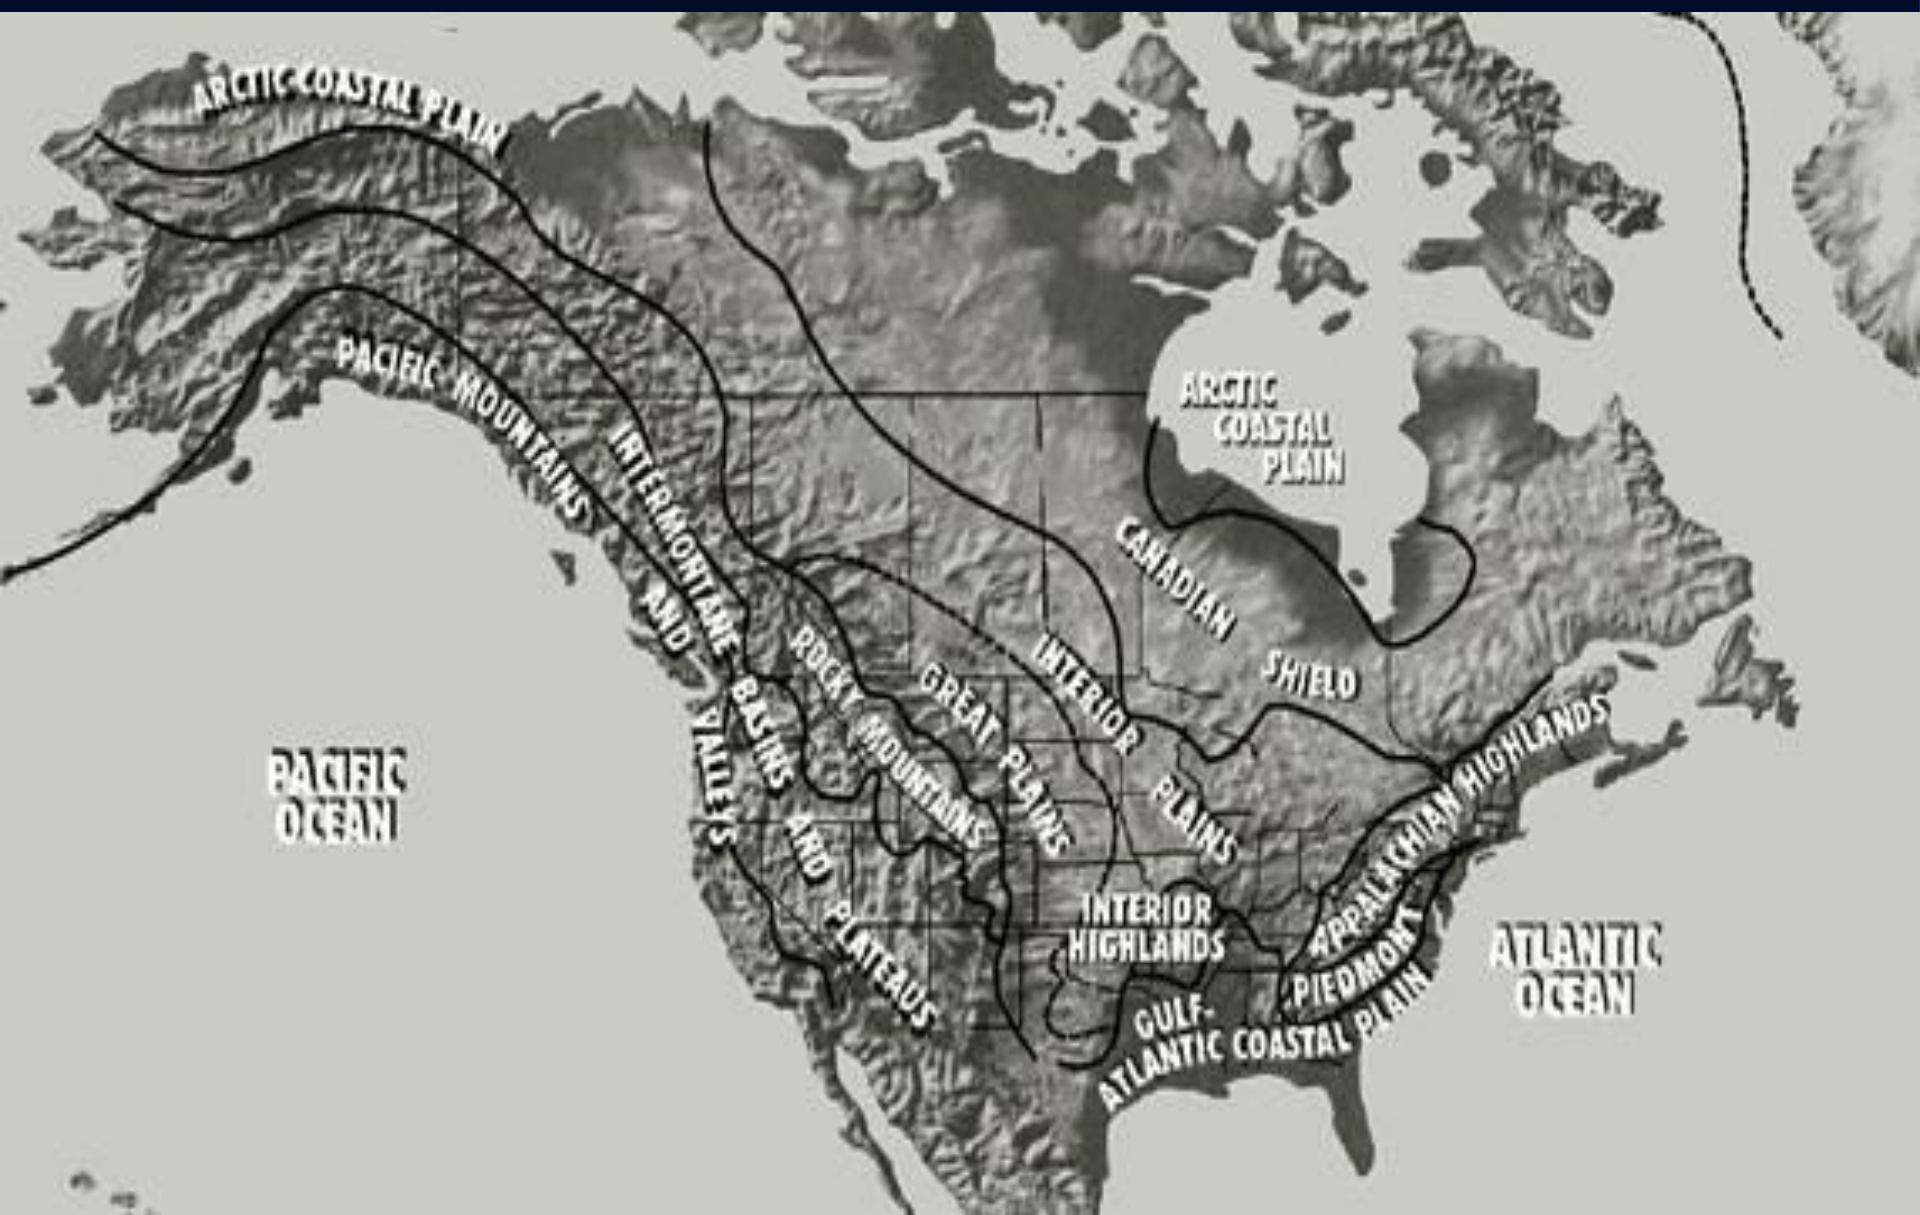 ARCTIC COASTAL PLAIN
PACIFIC MOUNTAINS AND VALLEYS
INTERMONTANE BASINS AND PLATEAUS
ROCKY MOUNTAINS
GREAT PLAINS
INTERIOR PLAINS
CANADIAN SHIELD
ARCTIC
COASTAL
PLAIN
APPALACHIAN HIGHLANDS
PIEDMONT
INTERIOR
HIGHLANDS
GULF-
ATLANTIC COASTAL PLAIN
PACIFIC
OCEAN
ATLANTIC
OCEAN